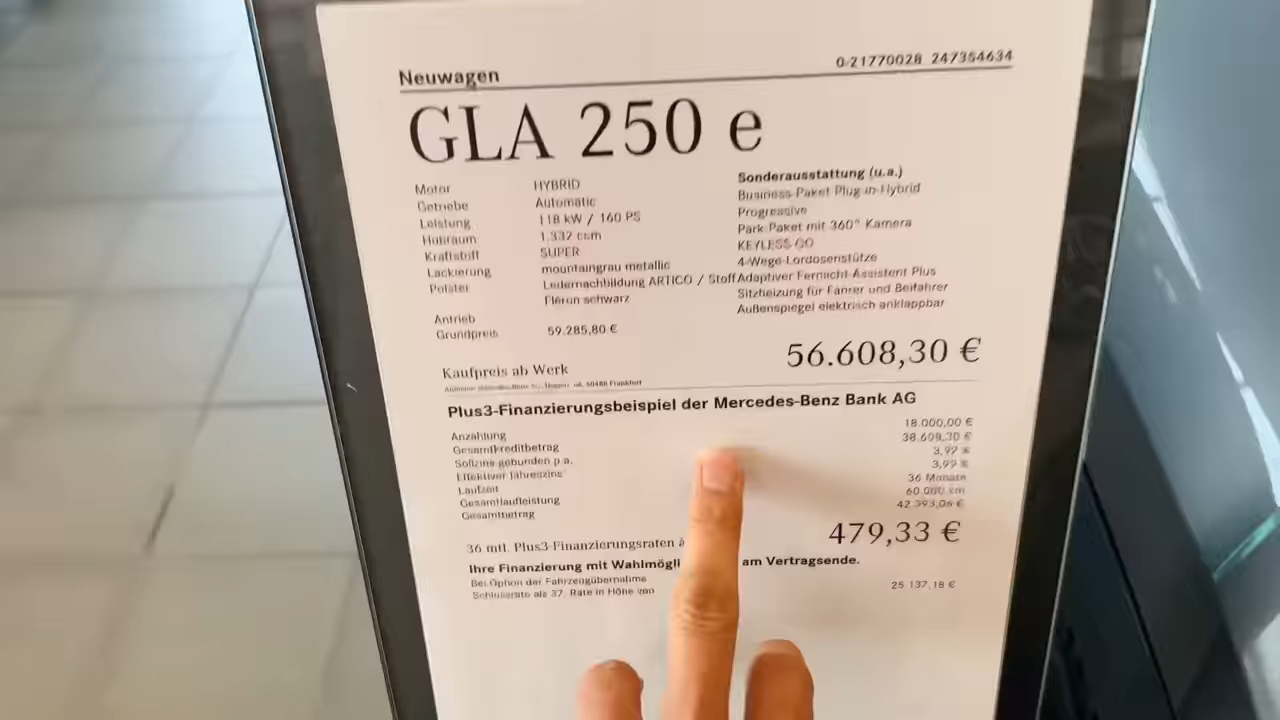 Neuwagen
0-21770028 247354634
GLA 250 e
Motor HYBRID
Getriebe Automatic
Leistung 118 kW / 160 PS
Hubraum 1.332 ccm
Kraftstoff SUPER
Lackierung mountaingrau metallic
Polster Ledernachbildung ARTICO / Stoff
Fléron schwarz
Antrieb
Grundpreis 59.285,80 €
Sonderausstattung (u.a.)
Business-Paket Plug-in-Hybrid
Progressive
Park-Paket mit 360° Kamera
KEYLESS-GO
4-Wege-Lordosenstütze
Adaptiver Fernlicht-Assistent Plus
Sitzheizung für Fahrer und Beifahrer
Außenspiegel elektrisch anklappbar
Kaufpreis ab Werk 56.608,30 €
60488 Frankfurt
Plus3-Finanzierungsbeispiel der Mercedes-Benz Bank AG
Anzahlung 18.000,00 €
Gesamtkreditbetrag 38.608,30 €
Sollzins gebunden p.a. %
Effektiver Jahreszins 3,99 %
Laufzeit 36 Monate
Gesamtlaufleistung 60.000 km
Gesamtbetrag 42.393,06 €
36 mtl. Plus3-Finanzierungsraten à 479,33 €
Ihre Finanzierung mit am Vertragsende.
Bei Option der Fahrzeugübernahme
Schlussrate als 37. Rate in Höhe von 25.137,18 €